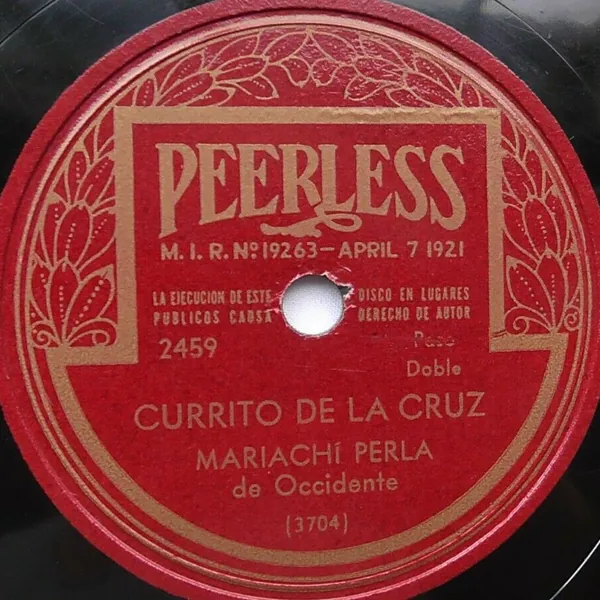 PEERLESS
M. I. R. Nº 19263 — APRIL 7 1921
LA EJECUCION DE ESTE DISCO EN LUGARES
PUBLICOS CAUSA DERECHO DE AUTOR
2459 Paso
Doble
CURRITO DE LA CRUZ
MARIACHÍ PERLA
de Occidente
(3704)